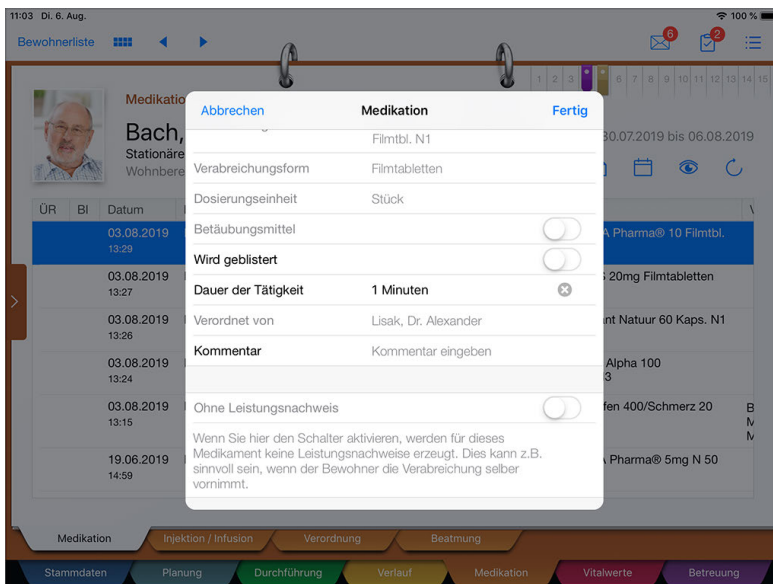 11:03 Di. 6. Aug. 100 %
Bewohnerliste 6 2
1 2 3 6 7 8 9 10 11 12 13 14 15
Medikatio
Bach, 30.07.2019 bis 06.08.2019
Stationäre
Wohnbere
Abbrechen Medikation Fertig
Filmtbl. N1
Verabreichungsform Filmtabletten
Dosierungseinheit Stück
Betäubungsmittel
Wird geblistert
Dauer der Tätigkeit 1 Minuten
Verordnet von Lisak, Dr. Alexander
Kommentar Kommentar eingeben
Ohne Leistungsnachweis
Wenn Sie hier den Schalter aktivieren, werden für dieses
Medikament keine Leistungsnachweise erzeugt. Dies kann z.B.
sinnvoll sein, wenn der Bewohner die Verabreichung selber
vornimmt.
ÜR BI Datum
03.08.2019 A Pharma® 10 Filmtbl.
13:29
03.08.2019 20mg Filmtabletten
13:27
03.08.2019 nt Natuur 60 Kaps. N1
13:26
03.08.2019 Alpha 100
13:24 3
03.08.2019 fen 400/Schmerz 20 B
13:15 M
M
19.06.2019 Pharma® 5mg N 50
14:59
Medikation Injektion / Infusion Verordnung Beatmung
Stammdaten Planung Durchführung Verlauf Medikation Vitalwerte Betreuung